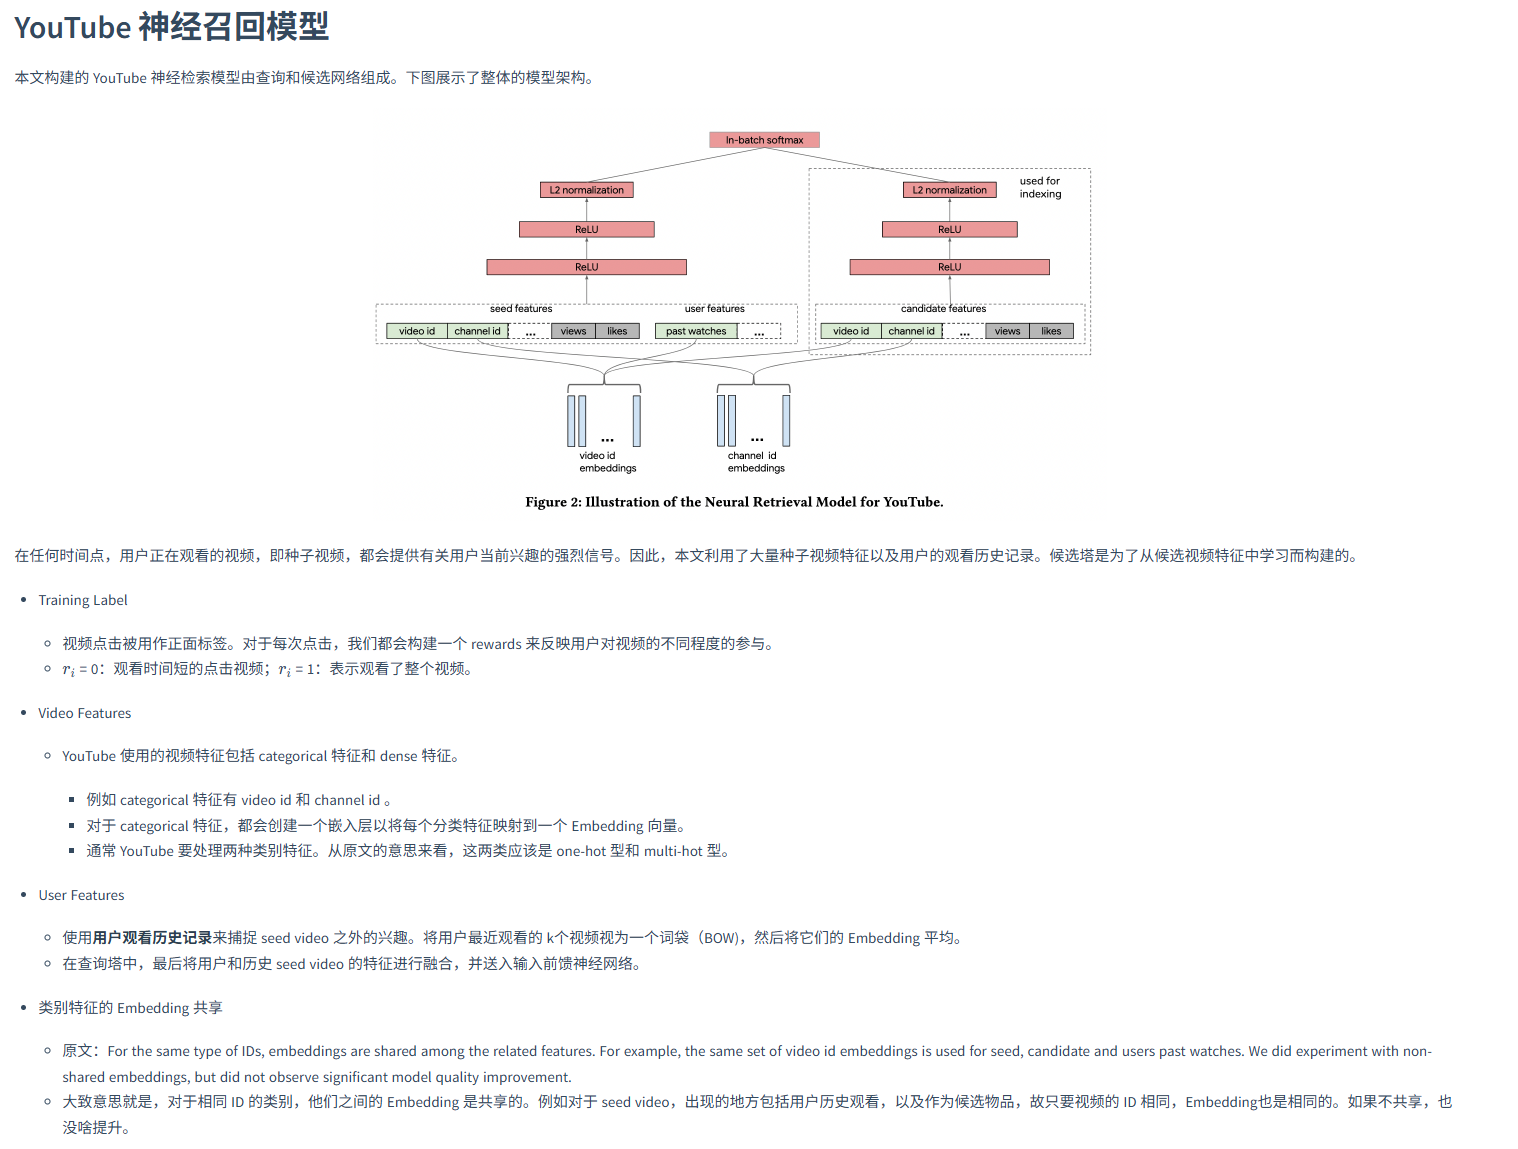 YouTube 神经召回模型
本文构建的 YouTube 神经检索模型由查询和候选网络组成。下图展示了整体的模型架构。
In-batch softmax
L2 normalization
L2 normalization
used for
indexing
ReLU
ReLU
ReLU
ReLU
seed features
user features
candidate features
video id channel id ... views likes past watches ... video id channel id ... views likes
... ...
video id
embeddings
channel id
embeddings
Figure 2: Illustration of the Neural Retrieval Model for YouTube.
在任何时间点，用户正在观看的视频，即种子视频，都会提供有关用户当前兴趣的强烈信号。因此，本文利用了大量种子视频特征以及用户的观看历史记录。候选塔是为了从候选视频特征中学习而构建的。
• Training Label
◦ 视频点击被用作正面标签。对于每次点击，我们都会构建一个 rewards 来反映用户对视频的不同程度的参与。
◦ r_i = 0：观看时间短的点击视频；r_i = 1：表示观看了整个视频。
• Video Features
◦ YouTube 使用的视频特征包括 categorical 特征和 dense 特征。
▪ 例如 categorical 特征有 video id 和 channel id 。
▪ 对于 categorical 特征，都会创建一个嵌入层以将每个分类特征映射到一个 Embedding 向量。
▪ 通常 YouTube 要处理两种类别特征。从原文的意思来看，这两类应该是 one-hot 型和 multi-hot 型。
• User Features
◦ 使用用户观看历史记录来捕捉 seed video 之外的兴趣。将用户最近观看的 k个视频视为一个词袋（BOW)，然后将它们的 Embedding 平均。
◦ 在查询塔中，最后将用户和历史 seed video 的特征进行融合，并送入输入前馈神经网络。
• 类别特征的 Embedding 共享
◦ 原文：For the same type of IDs, embeddings are shared among the related features. For example, the same set of video id embeddings is used for seed, candidate and users past watches. We did experiment with non-
shared embeddings, but did not observe significant model quality improvement.
◦ 大致意思就是，对于相同 ID 的类别，他们之间的 Embedding 是共享的。例如对于 seed video，出现的地方包括用户历史观看，以及作为候选物品，故只要视频的 ID 相同，Embedding也是相同的。如果不共享，也
没啥提升。